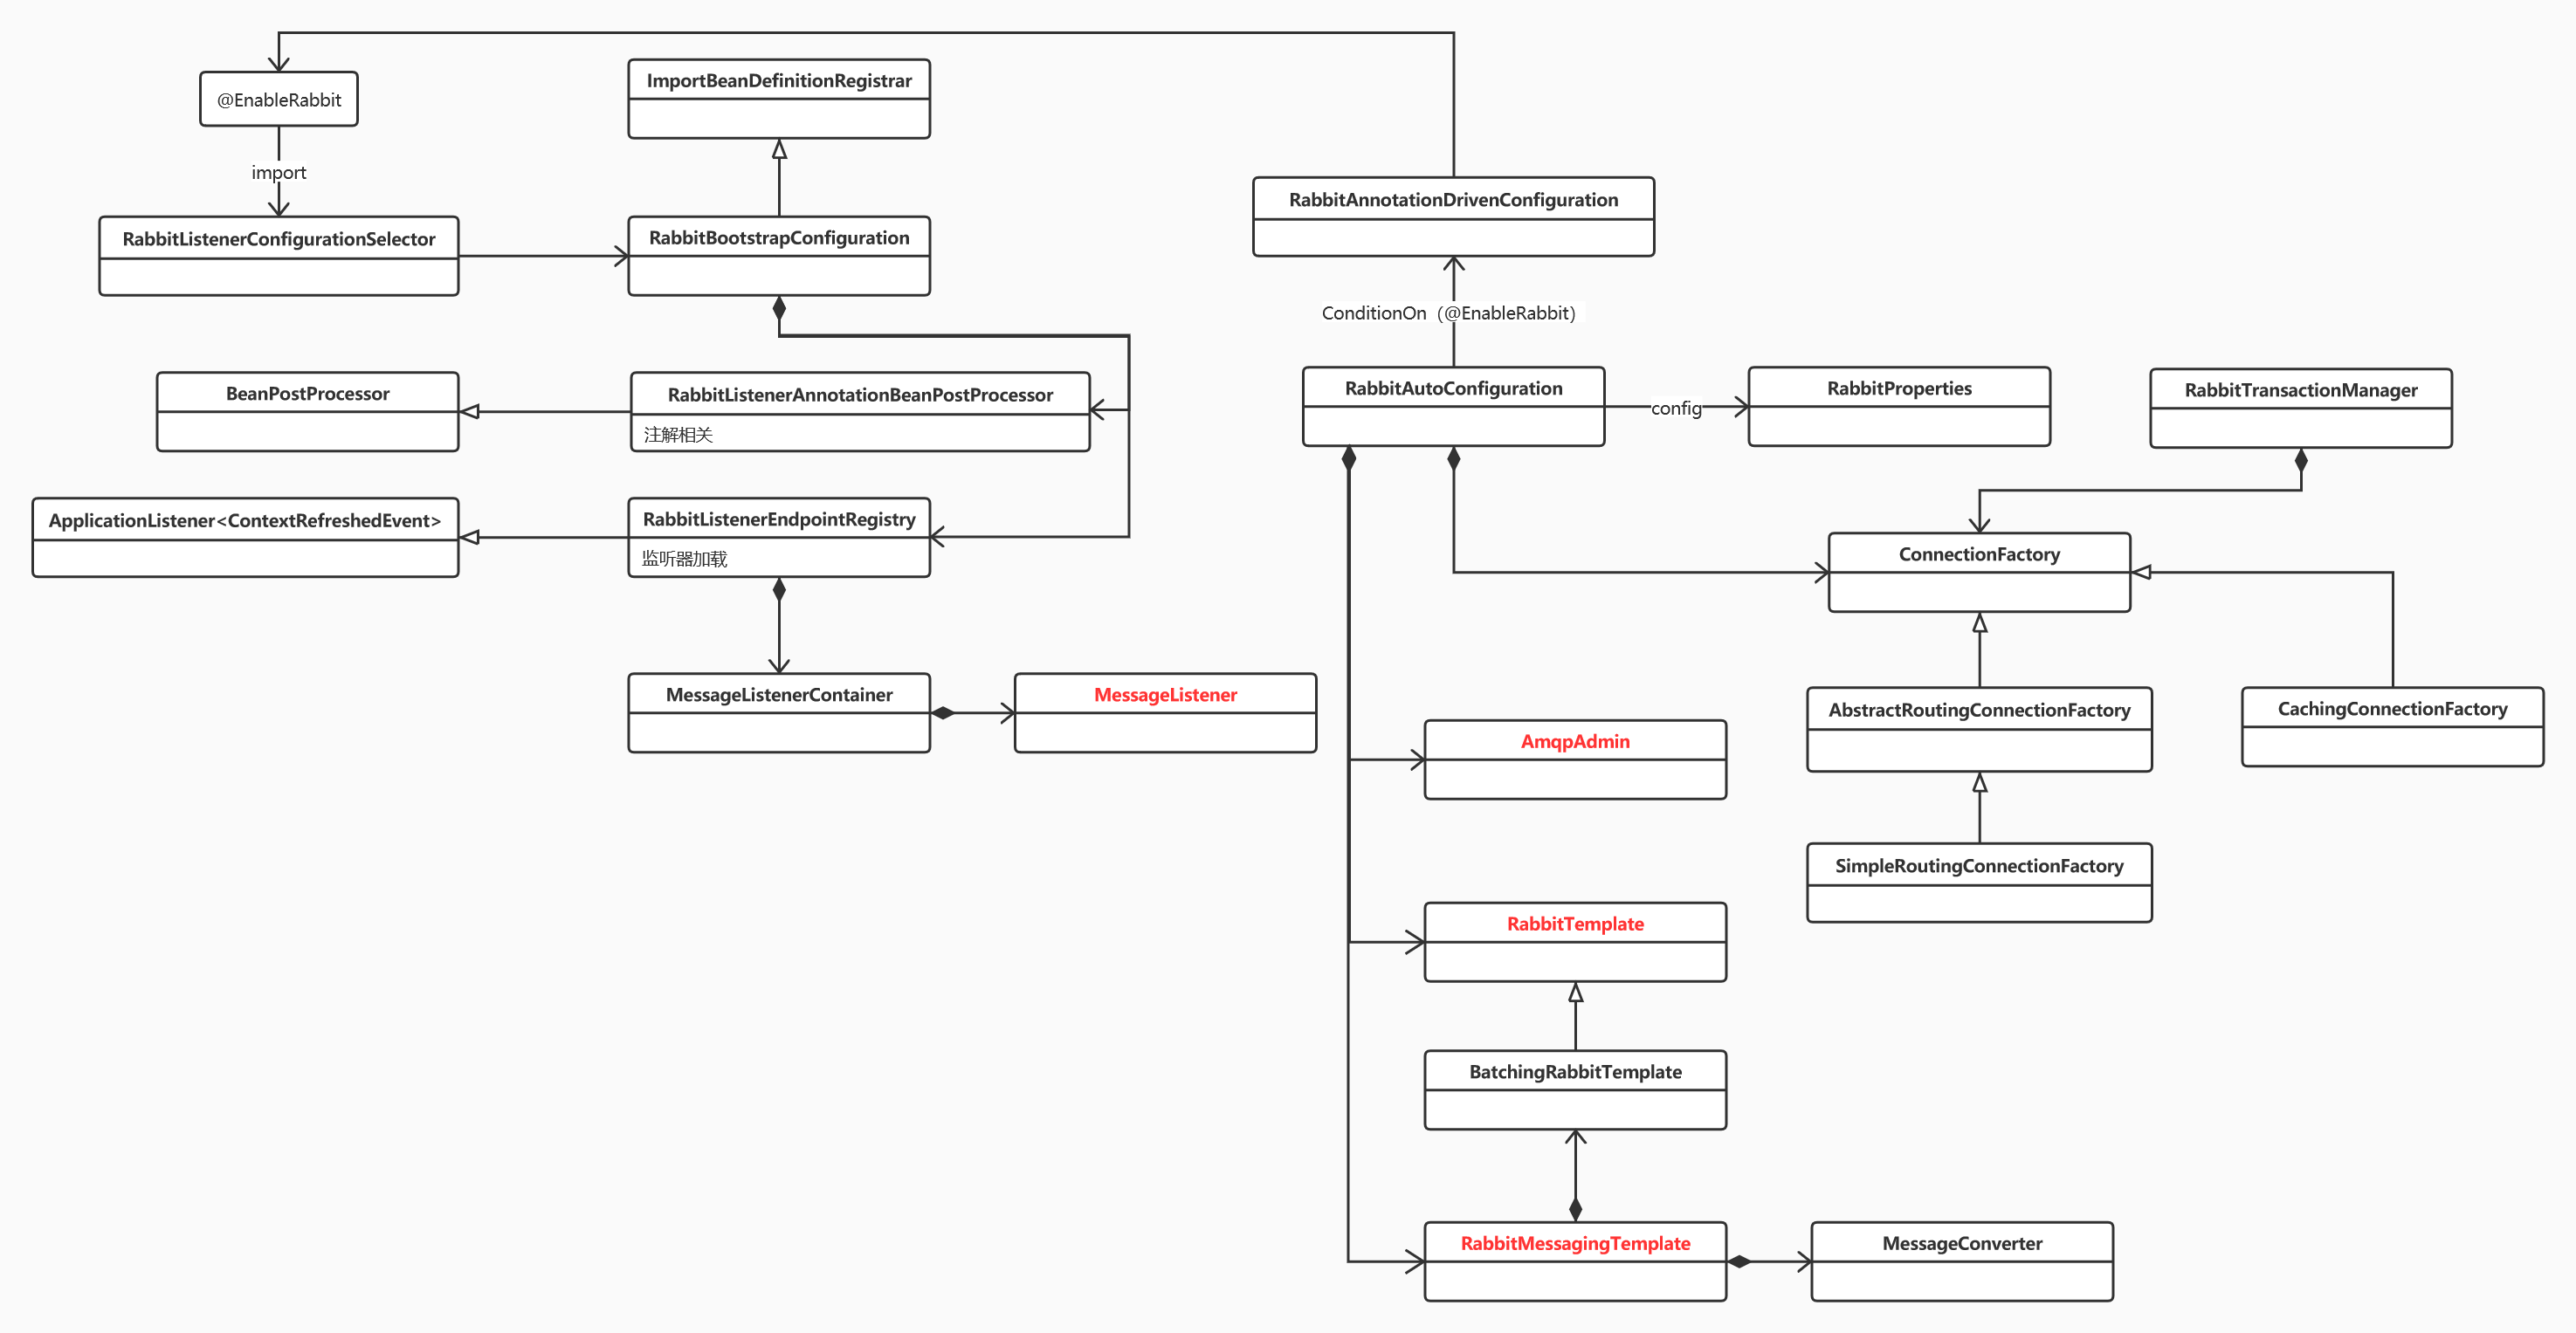 @EnableRabbit
ImportBeanDefinitionRegistrar
import
RabbitListenerConfigurationSelector
RabbitBootstrapConfiguration
RabbitAnnotationDrivenConfiguration
ConditionOn（@EnableRabbit）
BeanPostProcessor
RabbitListenerAnnotationBeanPostProcessor
注解相关
RabbitAutoConfiguration
config
RabbitProperties
RabbitTransactionManager
ApplicationListener<ContextRefreshedEvent>
RabbitListenerEndpointRegistry
监听器加载
ConnectionFactory
MessageListenerContainer
MessageListener
AmqpAdmin
AbstractRoutingConnectionFactory
CachingConnectionFactory
SimpleRoutingConnectionFactory
RabbitTemplate
BatchingRabbitTemplate
RabbitMessagingTemplate
MessageConverter